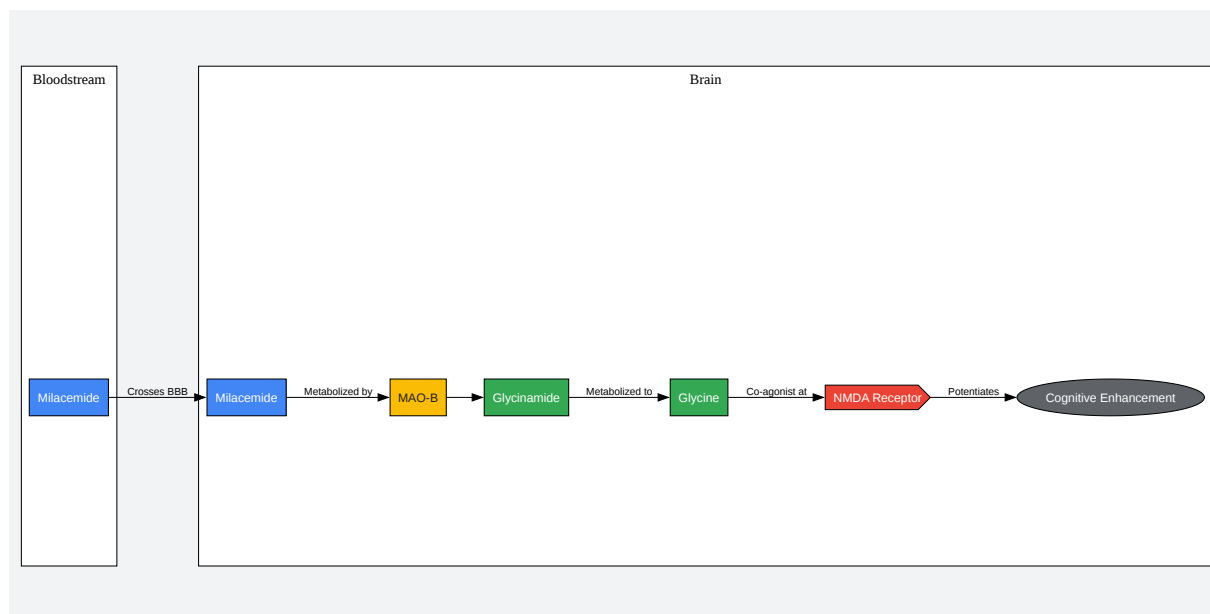 Bloodstream
Brain
Milacemide
Crosses BBB
Milacemide
Metabolized by
MAO-B
Glycinamide
Metabolized to
Glycine
Co-agonist at
NMDA Receptor
Potentiates
Cognitive Enhancement